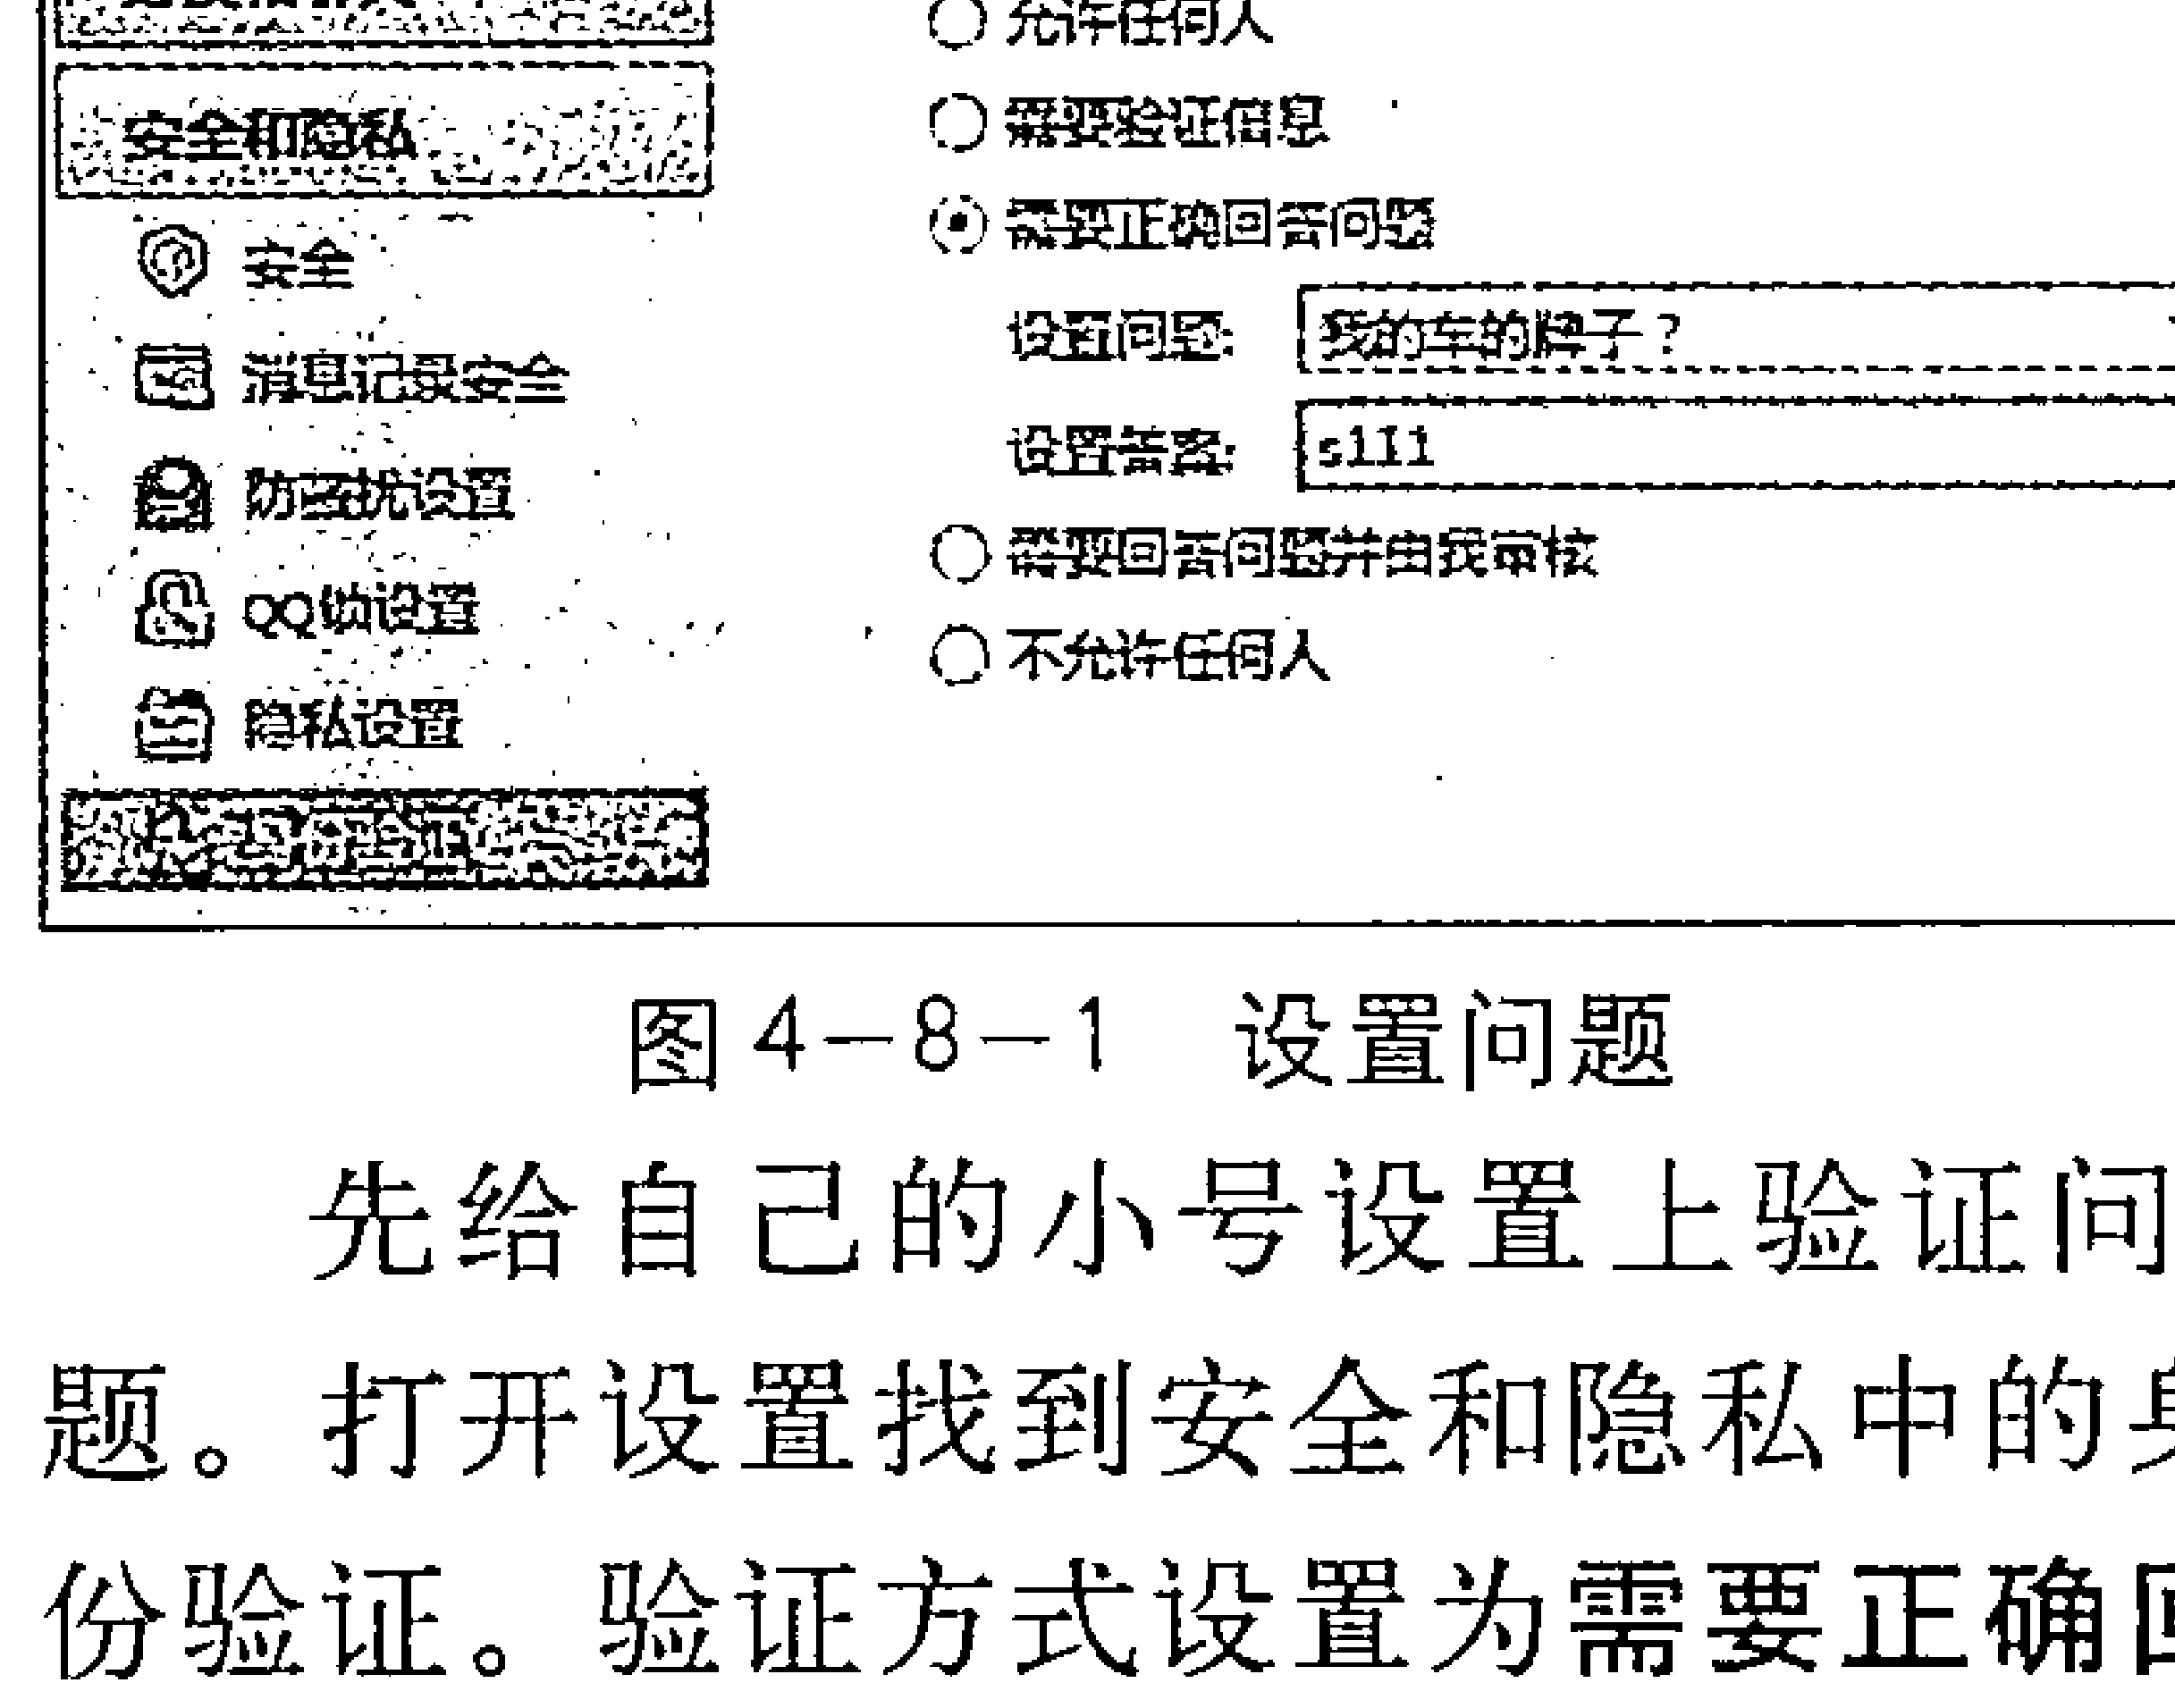 允许任何人
安全和隐私
需要验证信息
需要正确回答问题
安全
设置问题: 我的车的牌子？
消息记录安全
设置答案:
防骚扰设置
需要回答问题并由我审核
QQ锁设置
不允许任何人
隐私设置
身份验证
图 4－8－1 设置问题
先给自己的小号设置上验证问
题。打开设置找到安全和隐私中的身
份验证。验证方式设置为需要正确回